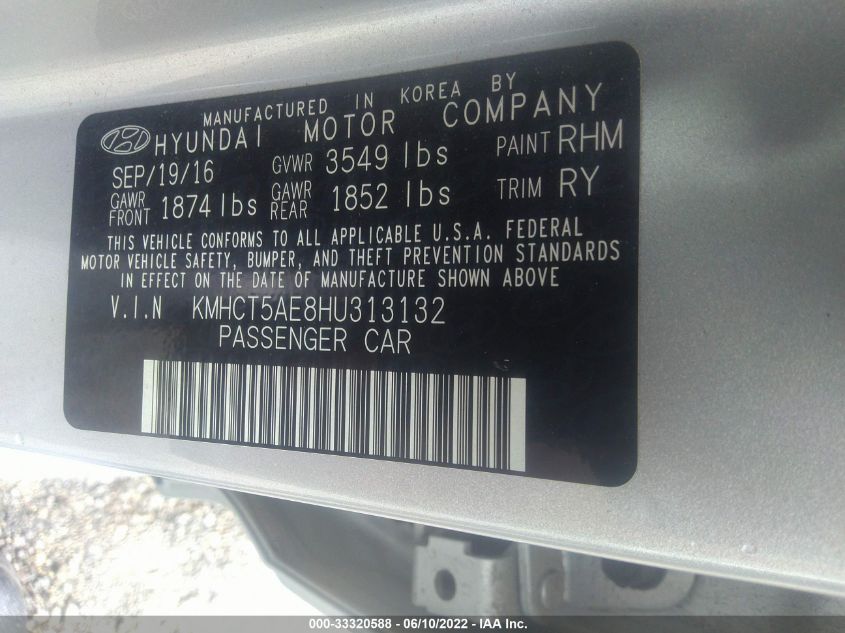 MANUFACTURED IN KOREA BY
HYUNDAI MOTOR COMPANY
SEP/19/16 GVWR 3549 lbs PAINT RHM
GAWR FRONT 1874 lbs GAWR REAR 1852 lbs TRIM RY
THIS VEHICLE CONFORMS TO ALL APPLICABLE U.S.A. FEDERAL
MOTOR VEHICLE SAFETY, BUMPER, AND THEFT PREVENTION STANDARDS
IN EFFECT ON THE DATE OF MANUFACTURE SHOWN ABOVE
V.I.N KMHCT5AE8HU313132
PASSENGER CAR
000-33320588 - 06/10/2022 - IAA Inc.